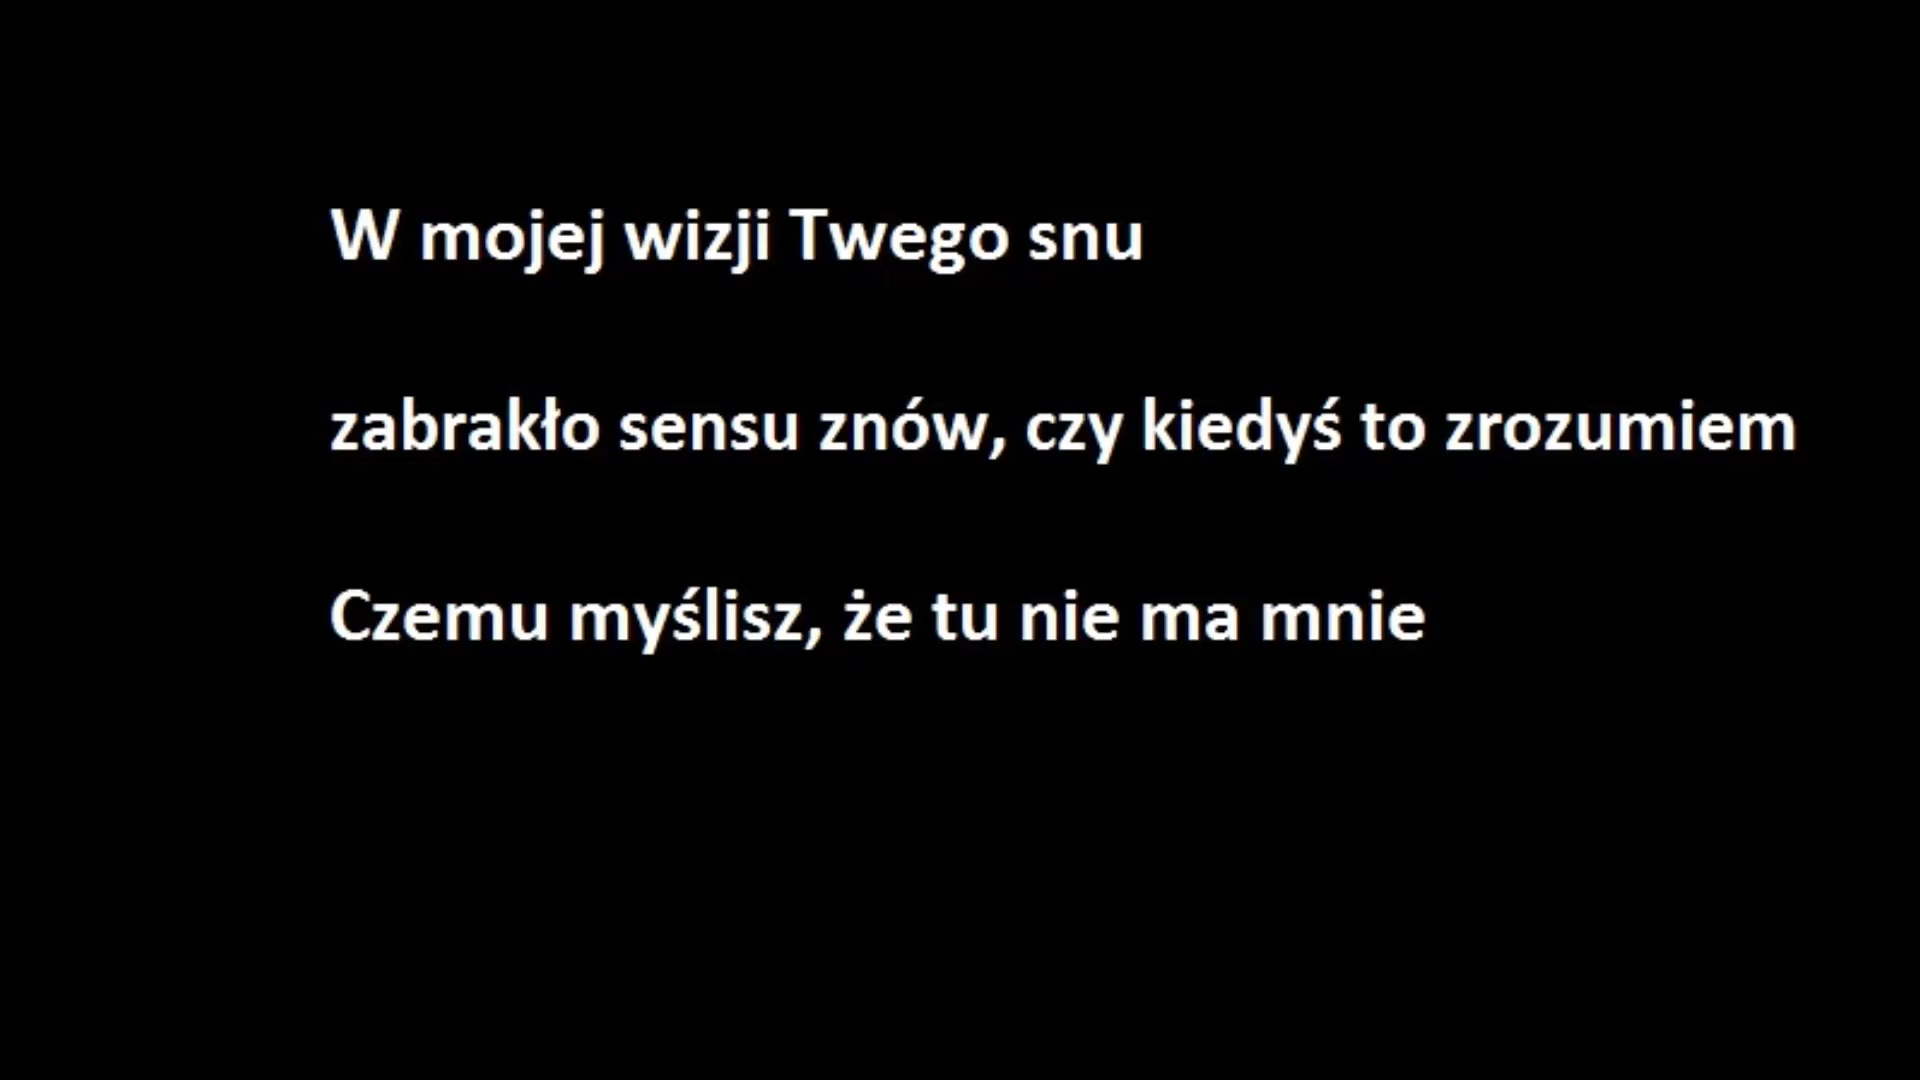 W mojej wizji Twego snu
zabrakło sensu znów, czy kiedyś to zrozumiem
Czemu myślisz, że tu nie ma mnie